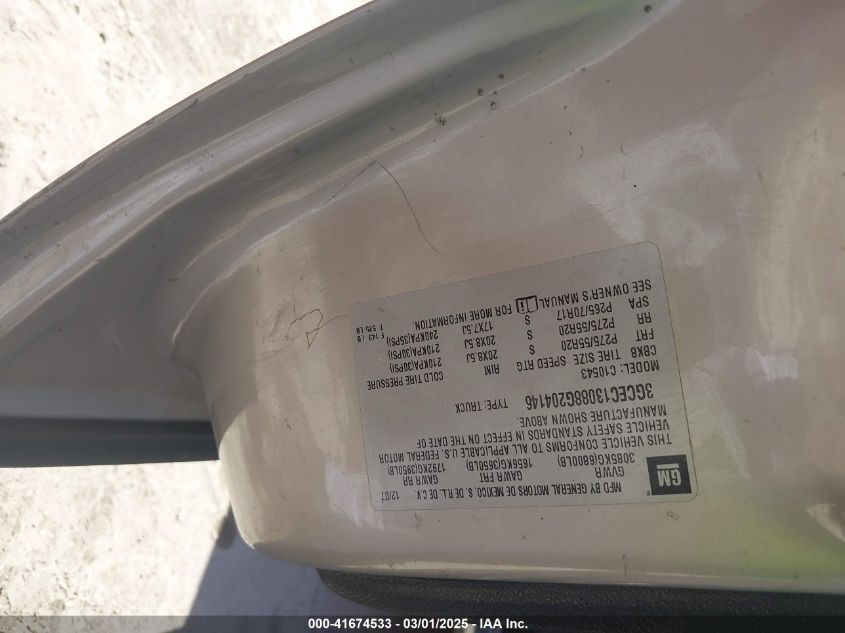 GM
MFD BY GENERAL MOTORS DE MEXICO, S. DE R.L. DE C.V.
12/07
GVWR GAWR FRT GAWR RR
3085KG(6800LB) 1656KG(3650LB) 1792KG(3950LB)
THIS VEHICLE CONFORMS TO ALL APPLICABLE U.S. FEDERAL MOTOR
VEHICLE SAFETY STANDARDS IN EFFECT ON THE DATE OF
MANUFACTURE SHOWN ABOVE.
3GCEC13088G204146 TYPE: TRUCK
MODEL: C10543
CBK8 TIRE SIZE SPEED RTG RIM COLD TIRE PRESSURE
FRT P275/55R20 S 20X8.5J 210KPA(30PSI)
RR P275/55R20 S 20X8.5J 210KPA(30PSI)
SPA P265/70R17 S 17X7.5J 240KPA(35PSI)
SEE OWNER'S MANUAL i FOR MORE INFORMATION.
F 143 LB
T 515 LB
000-41674533 - 03/01/2025 - IAA Inc.